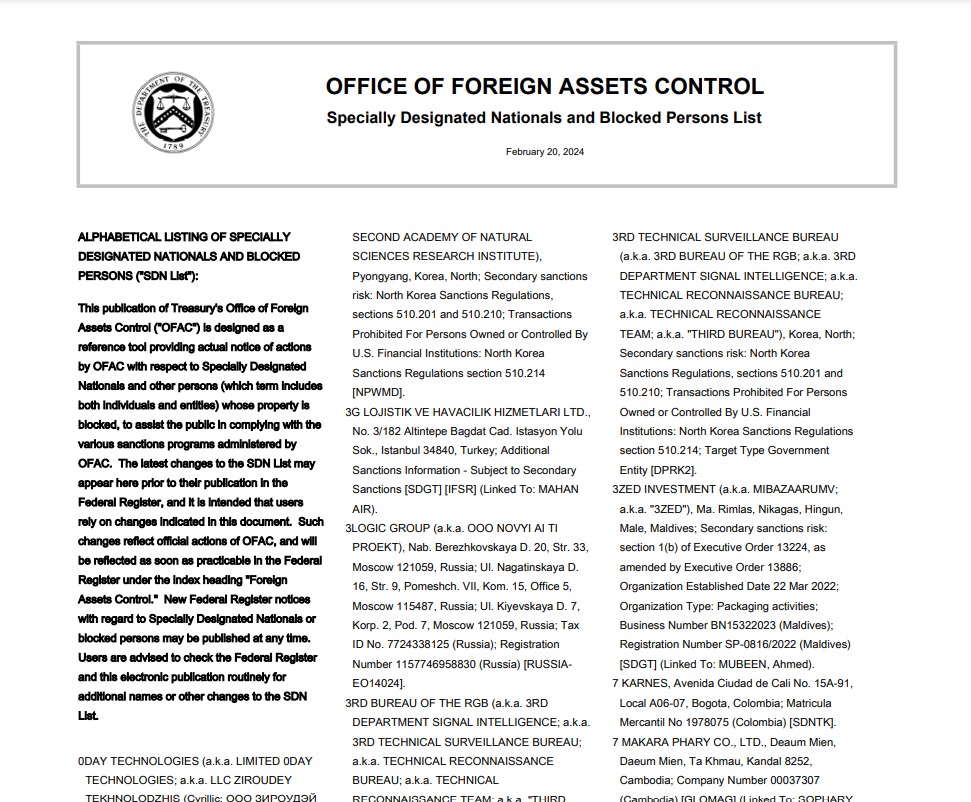 THE DEPARTMENT OF THE TREASURY
1789
OFFICE OF FOREIGN ASSETS CONTROL
Specially Designated Nationals and Blocked Persons List
February 20, 2024
ALPHABETICAL LISTING OF SPECIALLY
DESIGNATED NATIONALS AND BLOCKED
PERSONS ("SDN List"):
This publication of Treasury's Office of Foreign
Assets Control ("OFAC") is designed as a
reference tool providing actual notice of actions
by OFAC with respect to Specially Designated
Nationals and other persons (which term includes
both individuals and entities) whose property is
blocked, to assist the public in complying with the
various sanctions programs administered by
OFAC.  The latest changes to the SDN List may
appear here prior to their publication in the
Federal Register, and it is intended that users
rely on changes indicated in this document.  Such
changes reflect official actions of OFAC, and will
be reflected as soon as practicable in the Federal
Register under the index heading "Foreign
Assets Control."  New Federal Register notices
with regard to Specially Designated Nationals or
blocked persons may be published at any time.
Users are advised to check the Federal Register
and this electronic publication routinely for
additional names or other changes to the SDN
List.
0DAY TECHNOLOGIES (a.k.a. LIMITED 0DAY
TECHNOLOGIES; a.k.a. LLC ZIROUDEY
TEKHNOLODZHIS (Cyrillic: ООО ЗИРОУДЭЙ
SECOND ACADEMY OF NATURAL
SCIENCES RESEARCH INSTITUTE),
Pyongyang, Korea, North; Secondary sanctions
risk: North Korea Sanctions Regulations,
sections 510.201 and 510.210; Transactions
Prohibited For Persons Owned or Controlled By
U.S. Financial Institutions: North Korea
Sanctions Regulations section 510.214
[NPWMD].
3G LOJISTIK VE HAVACILIK HIZMETLARI LTD.,
No. 3/182 Altintepe Bagdat Cad. Istasyon Yolu
Sok., Istanbul 34840, Turkey; Additional
Sanctions Information - Subject to Secondary
Sanctions [SDGT] [IFSR] (Linked To: MAHAN
AIR).
3LOGIC GROUP (a.k.a. OOO NOVYI AI TI
PROEKT), Nab. Berezhkovskaya D. 20, Str. 33,
Moscow 121059, Russia; Ul. Nagatinskaya D.
16, Str. 9, Pomeshch. VII, Kom. 15, Office 5,
Moscow 115487, Russia; Ul. Kiyevskaya D. 7,
Korp. 2, Pod. 7, Moscow 121059, Russia; Tax
ID No. 7724338125 (Russia); Registration
Number 1157746958830 (Russia) [RUSSIA-
EO14024].
3RD BUREAU OF THE RGB (a.k.a. 3RD
DEPARTMENT SIGNAL INTELLIGENCE; a.k.a.
3RD TECHNICAL SURVEILLANCE BUREAU;
a.k.a. TECHNICAL RECONNAISSANCE
BUREAU; a.k.a. TECHNICAL
RECONNAISSANCE TEAM; a.k.a. "THIRD
3RD TECHNICAL SURVEILLANCE BUREAU
(a.k.a. 3RD BUREAU OF THE RGB; a.k.a. 3RD
DEPARTMENT SIGNAL INTELLIGENCE; a.k.a.
TECHNICAL RECONNAISSANCE BUREAU;
a.k.a. TECHNICAL RECONNAISSANCE
TEAM; a.k.a. "THIRD BUREAU"), Korea, North;
Secondary sanctions risk: North Korea
Sanctions Regulations, sections 510.201 and
510.210; Transactions Prohibited For Persons
Owned or Controlled By U.S. Financial
Institutions: North Korea Sanctions Regulations
section 510.214; Target Type Government
Entity [DPRK2].
3ZED INVESTMENT (a.k.a. MIBAZAARUMV;
a.k.a. "3ZED"), Ma. Rimlas, Nikagas, Hingun,
Male, Maldives; Secondary sanctions risk:
section 1(b) of Executive Order 13224, as
amended by Executive Order 13886;
Organization Established Date 22 Mar 2022;
Organization Type: Packaging activities;
Business Number BN15322023 (Maldives);
Registration Number SP-0816/2022 (Maldives)
[SDGT] (Linked To: MUBEEN, Ahmed).
7 KARNES, Avenida Ciudad de Cali No. 15A-91,
Local A06-07, Bogota, Colombia; Matricula
Mercantil No 1978075 (Colombia) [SDNTK].
7 MAKARA PHARY CO., LTD., Deaum Mien,
Daeum Mien, Ta Khmau, Kandal 8252,
Cambodia; Company Number 00037307
(Cambodia) [GLOMAG] (Linked To: SOPHARY